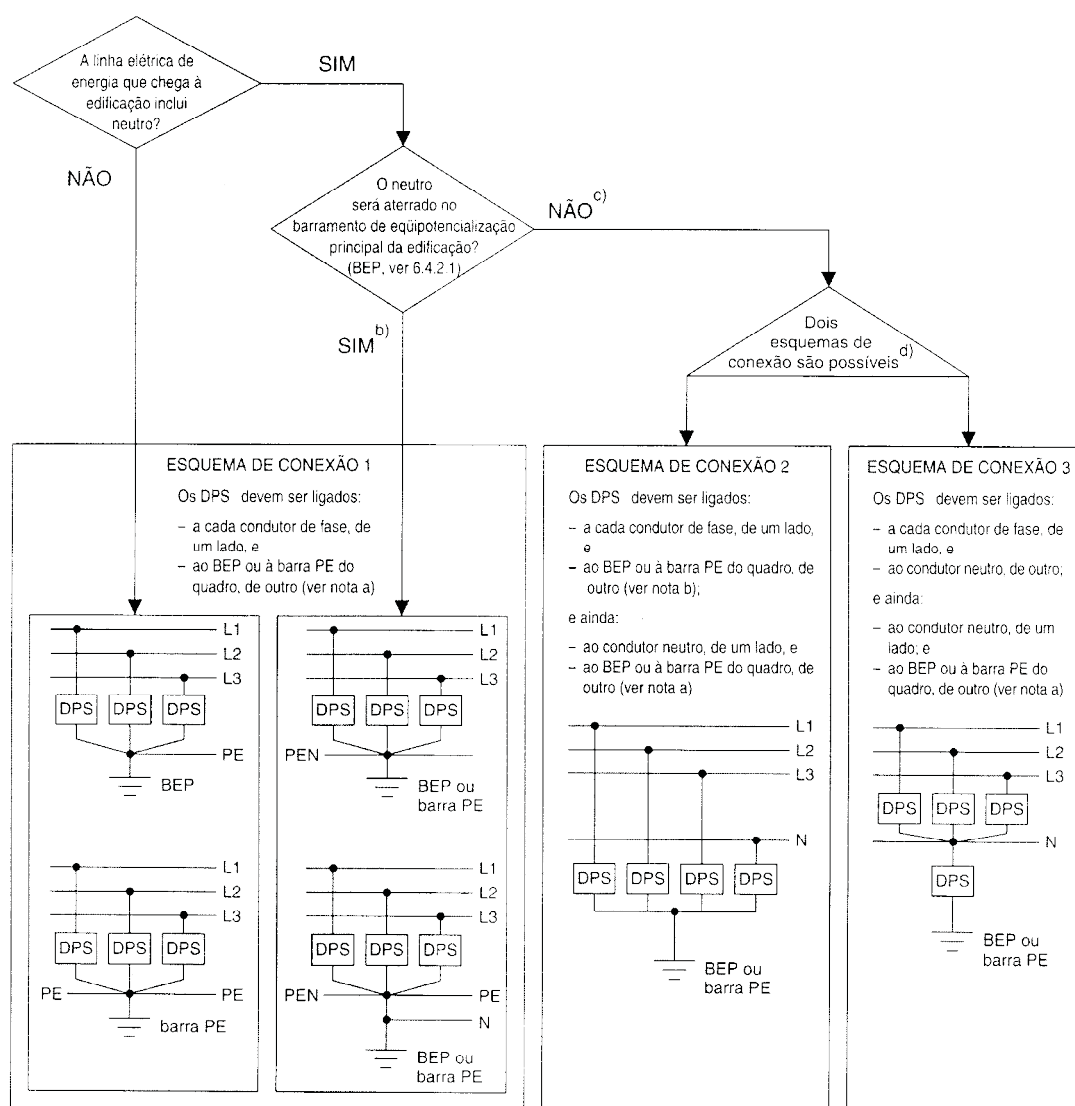 A linha elétrica de
energia que chega à
edificação inclui
neutro?
SIM
NÃO
O neutro
será aterrado no
barramento de eqüipotencialização
principal da edificação?
(BEP, ver 6.4.2.1)
NÃO c)
SIM b)
Dois
esquemas de
conexão são possíveis d)
ESQUEMA DE CONEXÃO 1
Os DPS devem ser ligados:
– a cada condutor de fase, de
um lado, e
– ao BEP ou à barra PE do
quadro, de outro (ver nota a)
L1
L2
L3
DPS DPS DPS
PE
BEP
L1
L2
L3
DPS DPS DPS
PEN
BEP ou
barra PE
L1
L2
L3
DPS DPS DPS
PE PE
barra PE
L1
L2
L3
DPS DPS DPS
PEN PE
N
BEP ou
barra PE
ESQUEMA DE CONEXÃO 2
Os DPS devem ser ligados:
– a cada condutor de fase, de um lado,
e
– ao BEP ou à barra PE do quadro, de
outro (ver nota b);
e ainda:
– ao condutor neutro, de um lado, e
– ao BEP ou à barra PE do quadro, de
outro (ver nota a)
L1
L2
L3
N
DPS DPS DPS DPS
BEP ou
barra PE
ESQUEMA DE CONEXÃO 3
Os DPS devem ser ligados:
– a cada condutor de fase, de
um lado, e
– ao condutor neutro, de outro;
e ainda:
– ao condutor neutro, de um
lado; e
– ao BEP ou à barra PE do
quadro, de outro (ver nota a)
L1
L2
L3
DPS DPS DPS
N
DPS
BEP ou
barra PE